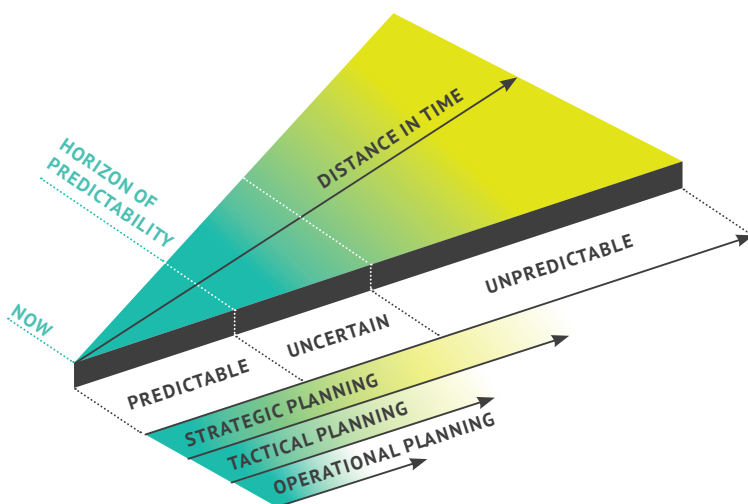 DISTANCE IN TIME
HORIZON OF
PREDICTABILITY
NOW
UNPREDICTABLE
UNCERTAIN
PREDICTABLE
STRATEGIC PLANNING
TACTICAL PLANNING
OPERATIONAL PLANNING